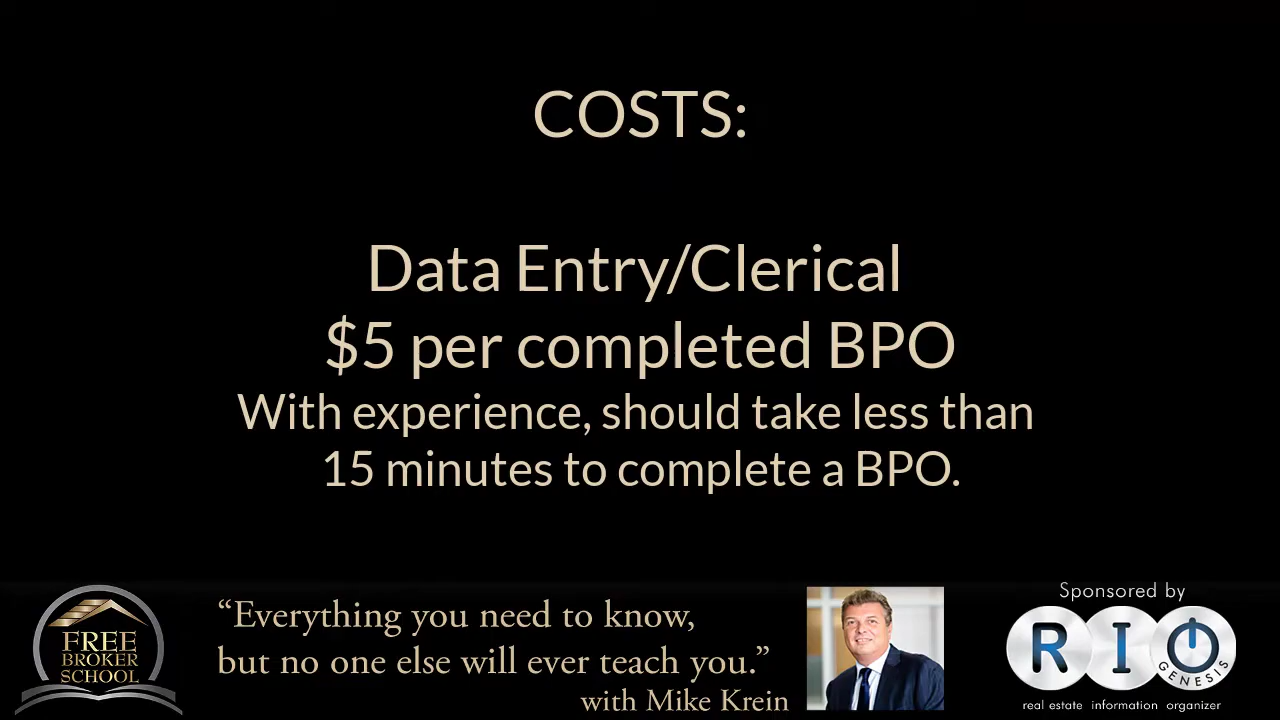 COSTS:
Data Entry/Clerical
$5 per completed BPO
With experience, should take less than
15 minutes to complete a BPO.
FREE
BROKER
SCHOOL
“Everything you need to know,
but no one else will ever teach you.”
with Mike Krein
Sponsored by
RIO
GENESIS
real estate information organizer